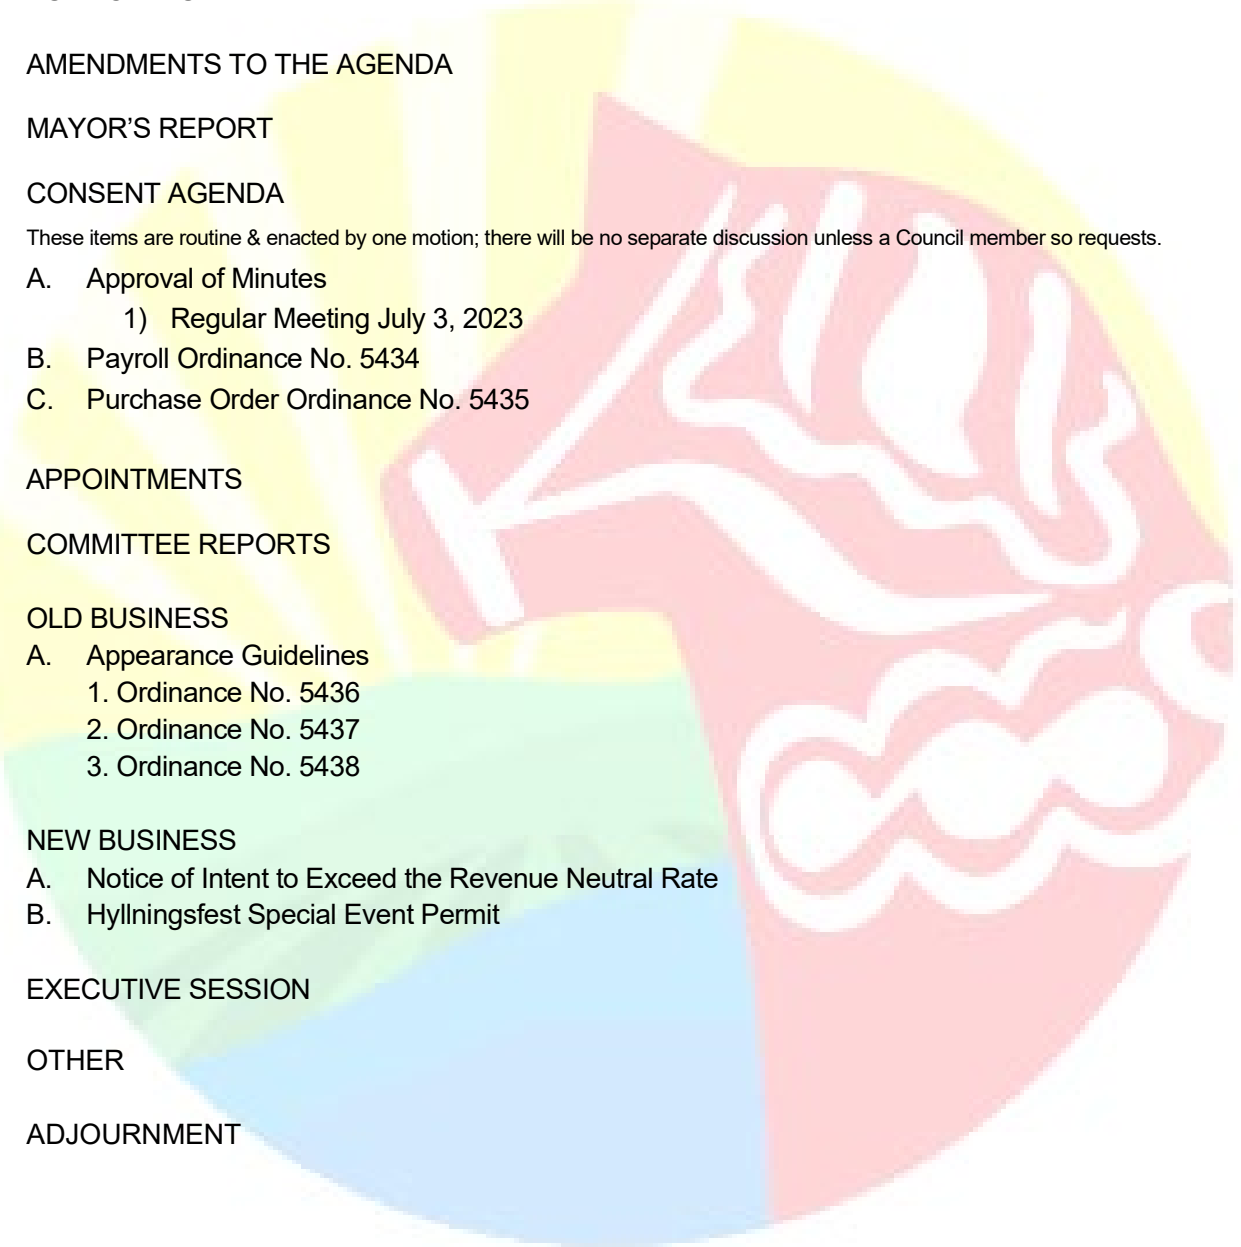 AMENDMENTS TO THE AGENDA
MAYOR’S REPORT
CONSENT AGENDA
These items are routine & enacted by one motion; there will be no separate discussion unless a Council member so requests.
A. Approval of Minutes
1) Regular Meeting July 3, 2023
B. Payroll Ordinance No. 5434
C. Purchase Order Ordinance No. 5435
APPOINTMENTS
COMMITTEE REPORTS
OLD BUSINESS
A. Appearance Guidelines
1. Ordinance No. 5436
2. Ordinance No. 5437
3. Ordinance No. 5438
NEW BUSINESS
A. Notice of Intent to Exceed the Revenue Neutral Rate
B. Hyllningsfest Special Event Permit
EXECUTIVE SESSION
OTHER
ADJOURNMENT